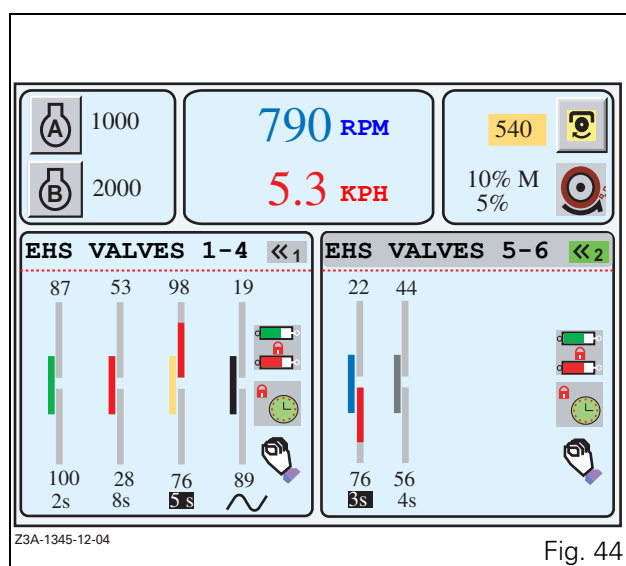 A 1000
B 2000
790 RPM
5.3 KPH
540
10% M
5%
EHS VALVES 1-4 «1
87 53 98 19
100 28 76 89
2s 8s 5 s
EHS VALVES 5-6 «2
22 44
76 56
3s 4s
Z3A-1345-12-04
Fig. 44